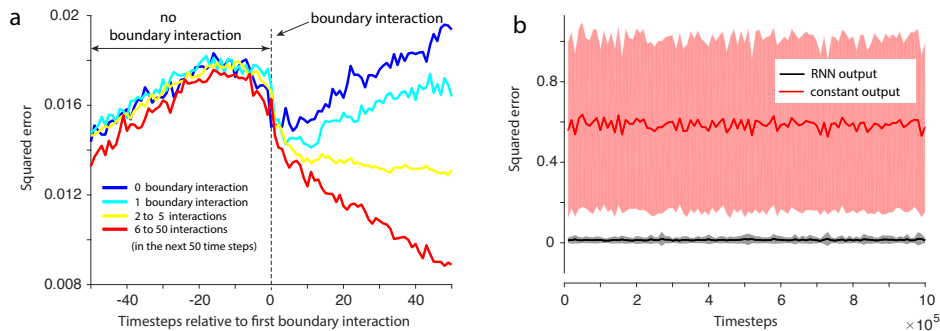 a
no
boundary interaction
boundary interaction
0.02
0.016
0.012
0.008
Squared error
0 boundary interaction
1 boundary interaction
2 to 5 interactions
6 to 50 interactions
(in the next 50 time steps)
-40
-20
0
20
40
Timesteps relative to first boundary interaction
b
0.8
0.4
0
Squared error
RNN output
constant output
0
2
4
6
8
10
×10⁵
Timesteps